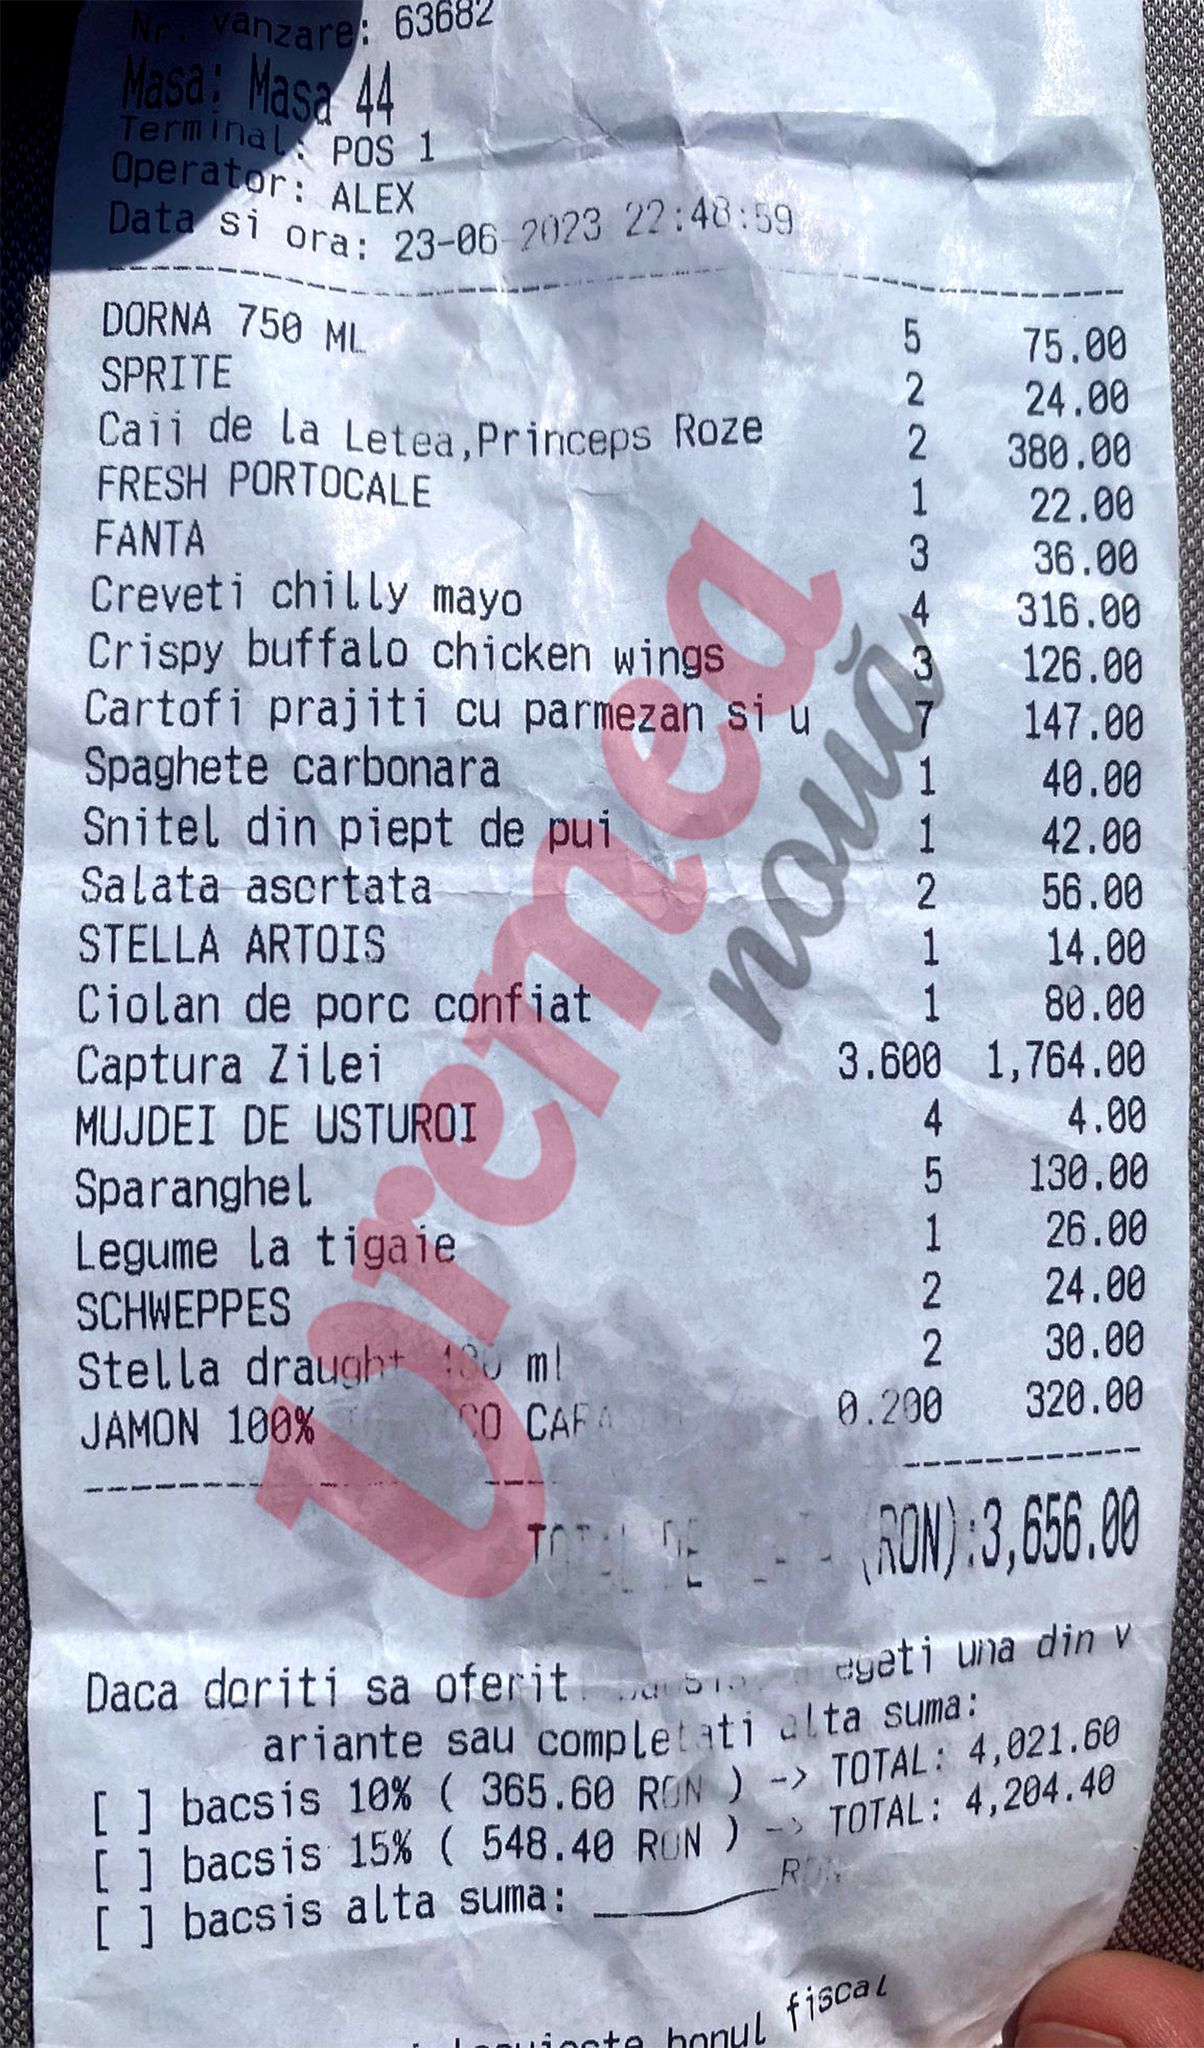 Nr. vanzare: 63682
Masa: Masa 44
Terminal: POS 1
Operator: ALEX
Data si ora: 23-06-2023 22:48:59
DORNA 750 ML 5 75.00
SPRITE 2 24.00
Caii de la Letea,Princeps Roze 2 380.00
FRESH PORTOCALE 1 22.00
FANTA 3 36.00
Creveti chilly mayo 4 316.00
Crispy buffalo chicken wings 3 126.00
Cartofi prajiti cu parmezan si u 7 147.00
Spaghete carbonara 1 40.00
Snitel din piept de pui 1 42.00
Salata asortata 2 56.00
STELLA ARTOIS 1 14.00
Ciolan de porc confiat 1 80.00
Captura Zilei 3.600 1,764.00
MUJDEI DE USTUROI 4 4.00
Sparanghel 5 130.00
Legume la tigaie 1 26.00
SCHWEPPES 2 24.00
Stella draught ml 2 30.00
JAMON 100% 0.200 320.00
TOTAL DE (RON):3,656.00
Daca doriti sa oferiti una din v
ariante sau completati alta suma:
[ ] bacsis 10% ( 365.60 RON ) -> TOTAL: 4,021.60
[ ] bacsis 15% ( 548.40 RON ) -> TOTAL: 4,204.40
[ ] bacsis alta suma: ______ RON
bonul fiscal
vremea
nouă